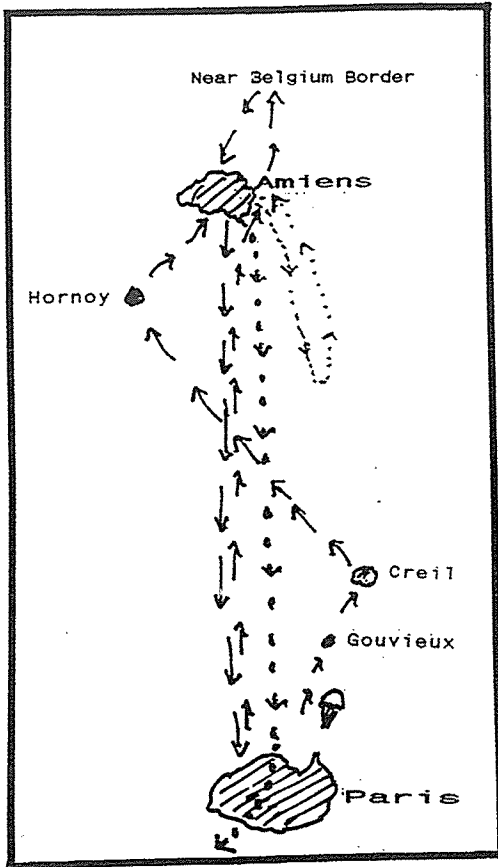 Near Belgium Border
Amiens
Hornoy
Creil
Gouvieux
Paris